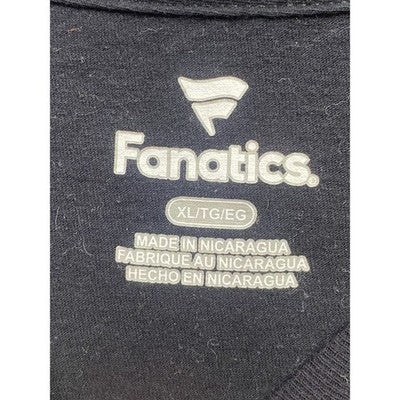 Fanatics.
XL/TG/EG
MADE IN NICARAGUA
FABRIQUE AU NICARAGUA
HECHO EN NICARAGUA